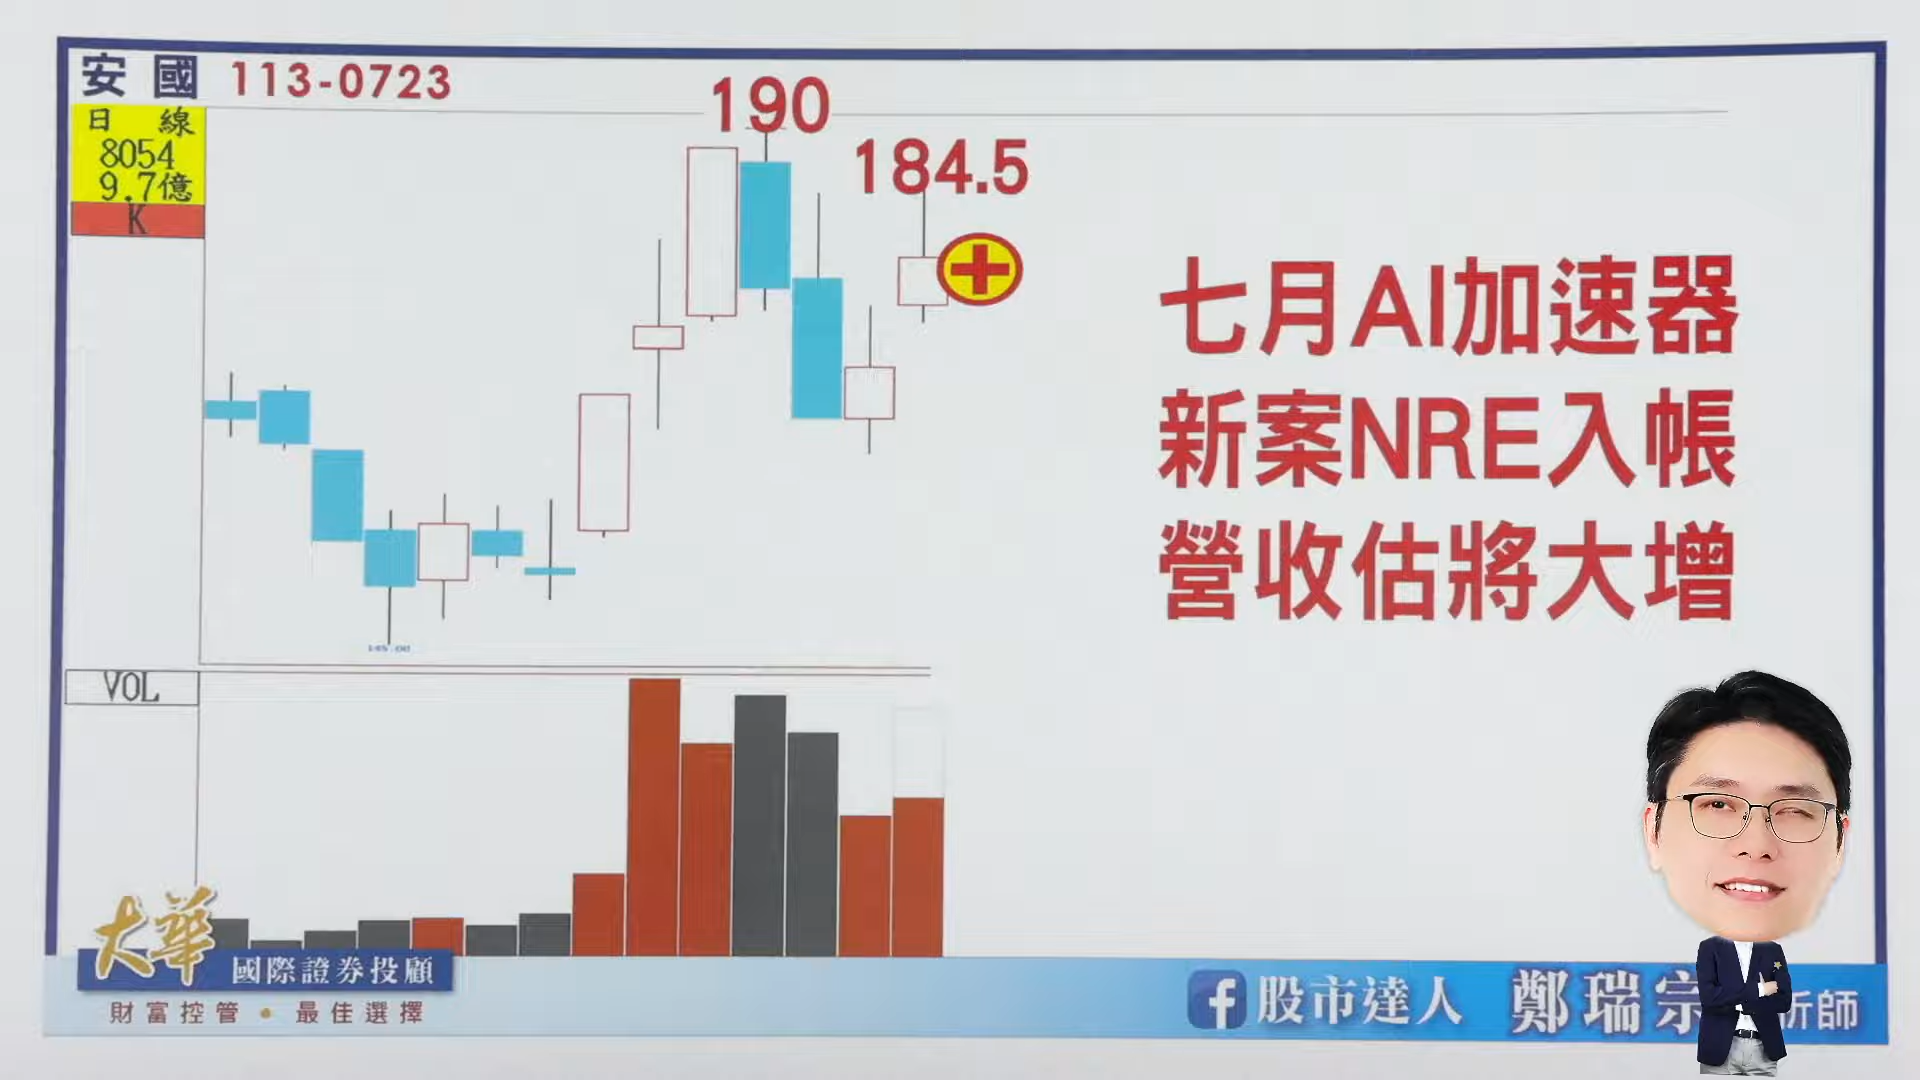 安 國 113-0723
日 線
8054
9.7億
K
190
184.5
七月AI加速器
新案NRE入帳
營收估將大增
145.00
VOL
大華
國際證券投顧
財富控管 • 最佳選擇
f 股市達人 鄭瑞宗 析師